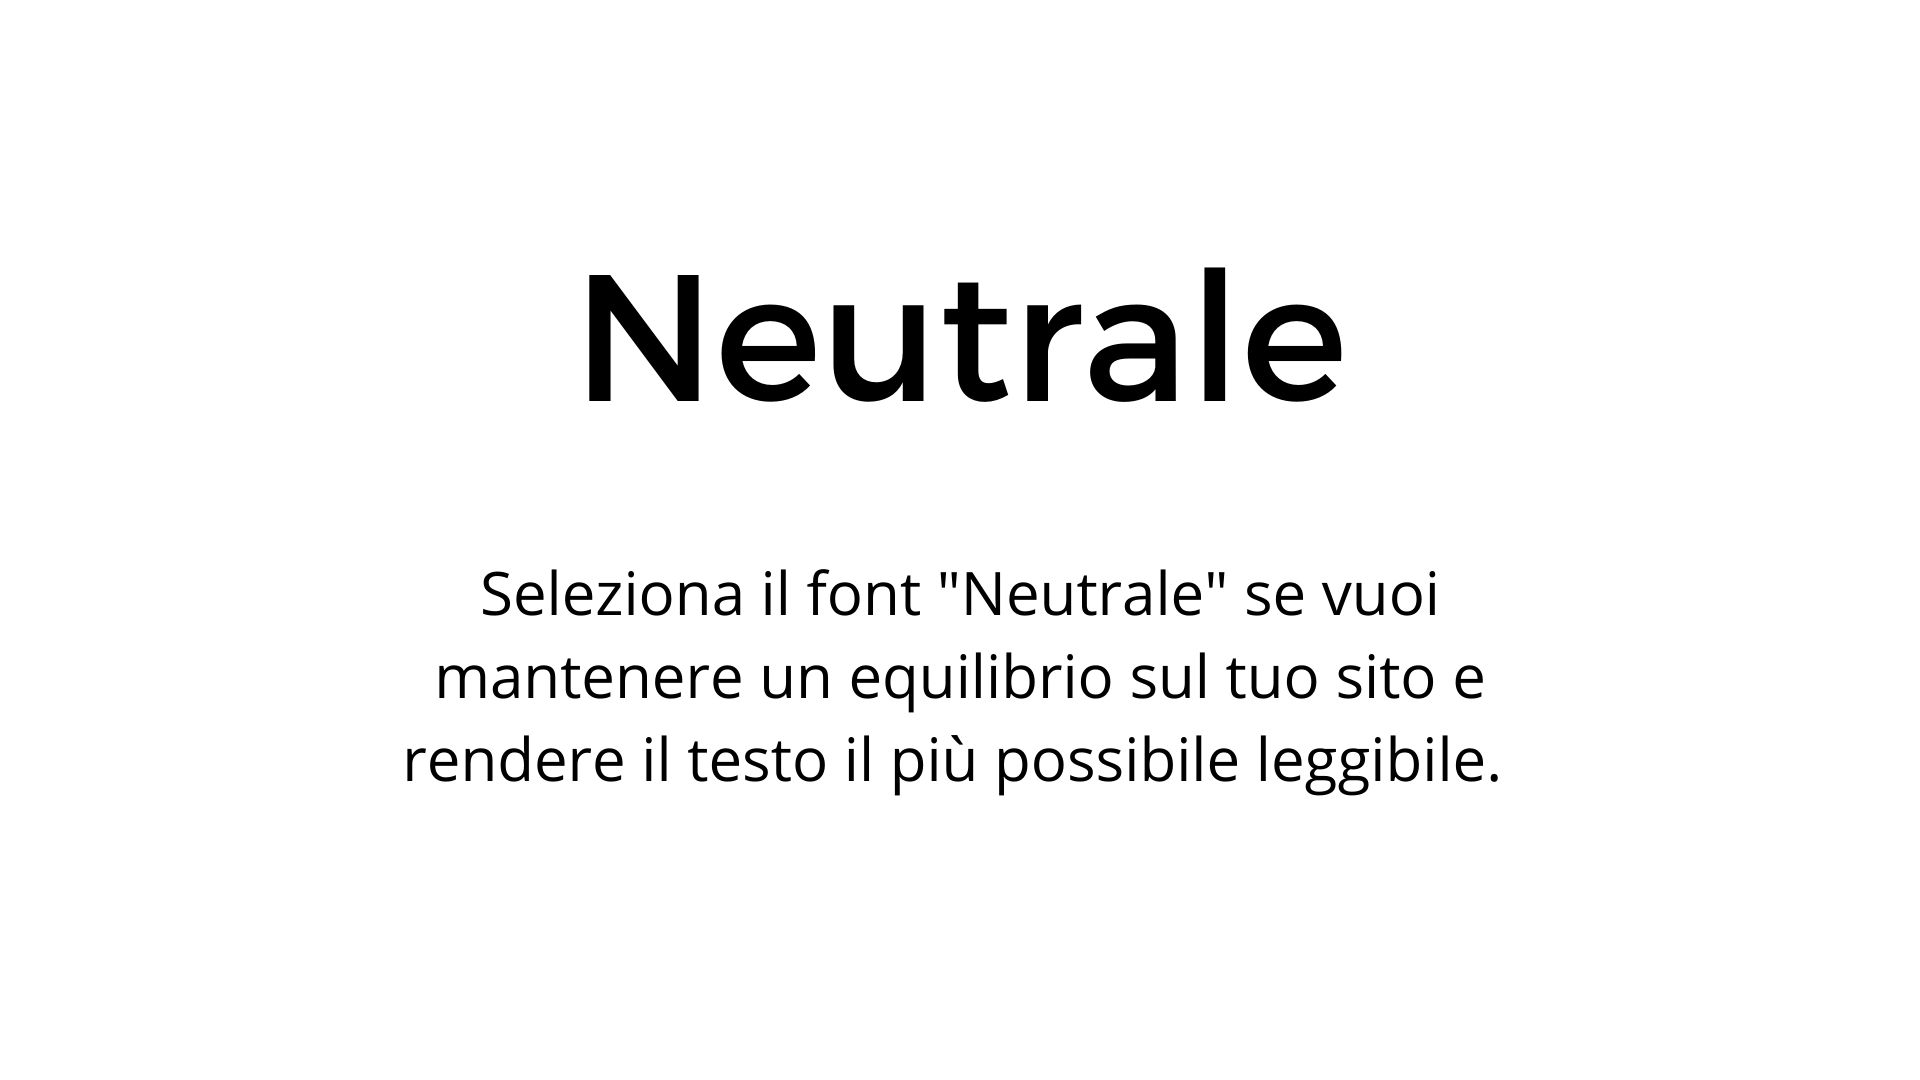 Neutrale
Seleziona il font "Neutrale" se vuoi
mantenere un equilibrio sul tuo sito e
rendere il testo il più possibile leggibile.